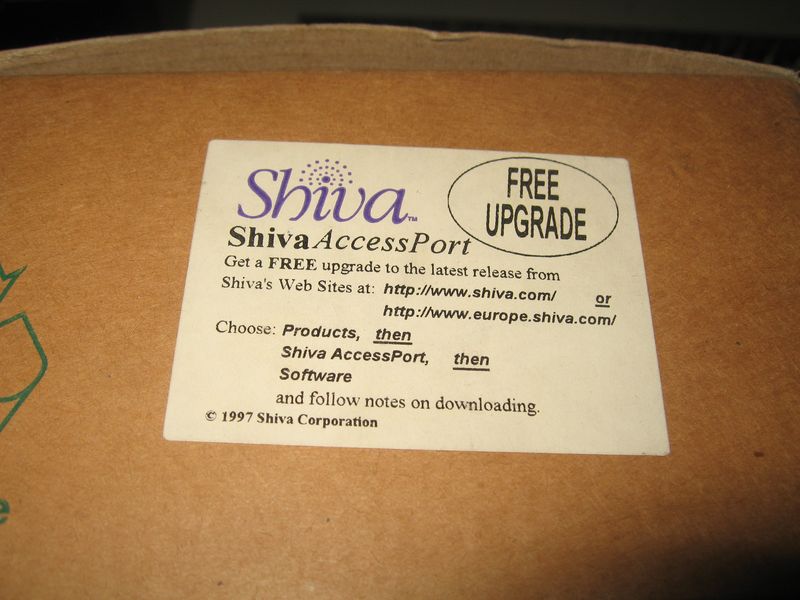 Shiva™
FREE
UPGRADE
Shiva AccessPort
Get a FREE upgrade to the latest release from
Shiva's Web Sites at: http://www.shiva.com/ or
http://www.europe.shiva.com/
Choose: Products, then
Shiva AccessPort, then
Software
and follow notes on downloading.
© 1997 Shiva Corporation
e